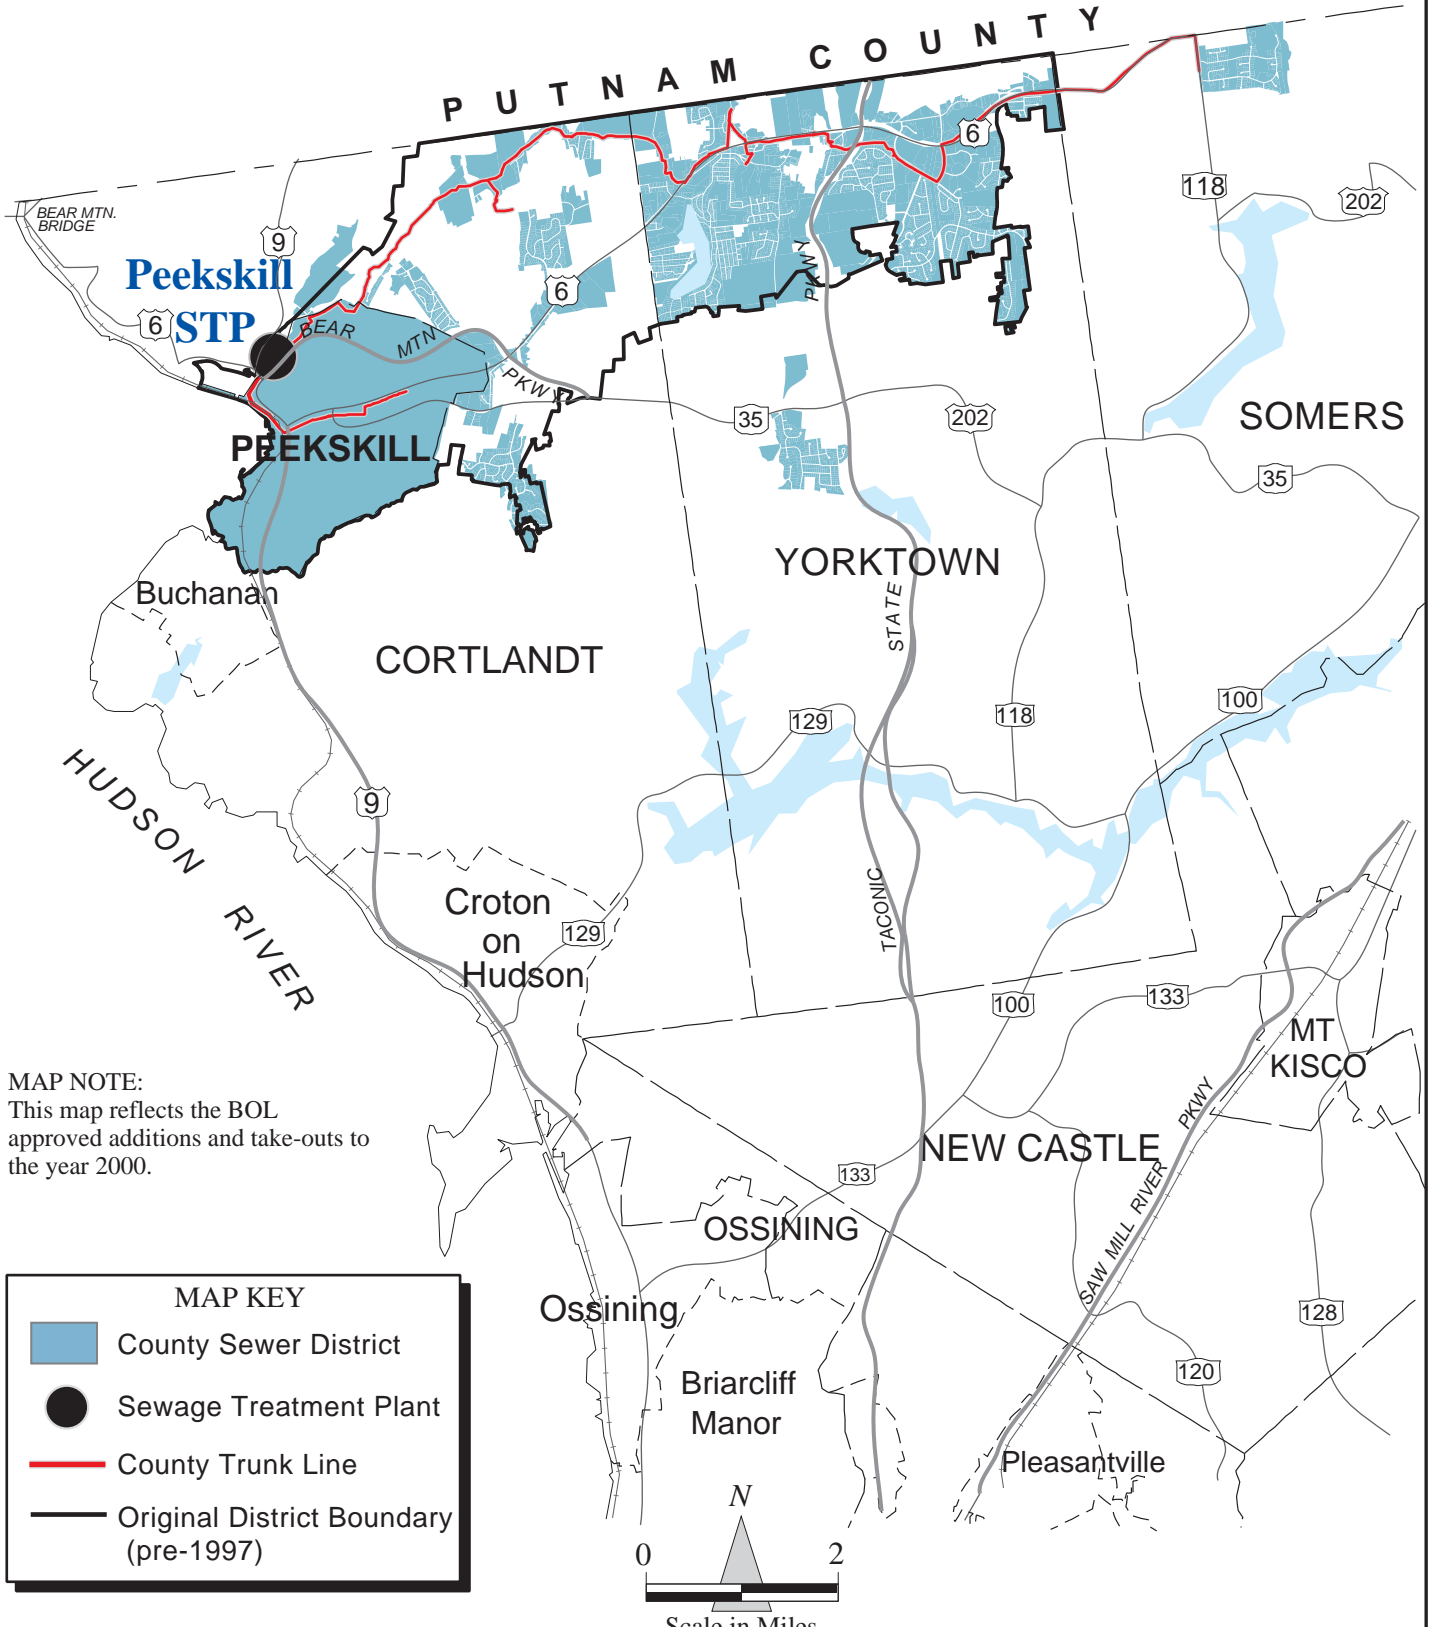 PUTNAM COUNTY
BEAR MTN.
BRIDGE
9
6
118
202
Peekskill
STP
6
6
BEAR MTN PKWY
PKWY
35
202
SOMERS
PEEKSKILL
35
YORKTOWN
Buchanan
STATE
CORTLANDT
100
129
118
HUDSON RIVER
9
TACONIC
Croton
on
Hudson
129
100
133
MT
KISCO
MAP NOTE:
This map reflects the BOL
approved additions and take-outs to
the year 2000.
PKWY
NEW CASTLE
133
SAW MILL RIVER
OSSINING
Ossining
128
120
Briarcliff
Manor
Pleasantville
MAP KEY
County Sewer District
Sewage Treatment Plant
County Trunk Line
Original District Boundary
(pre-1997)
N
0 2
Scale in Miles